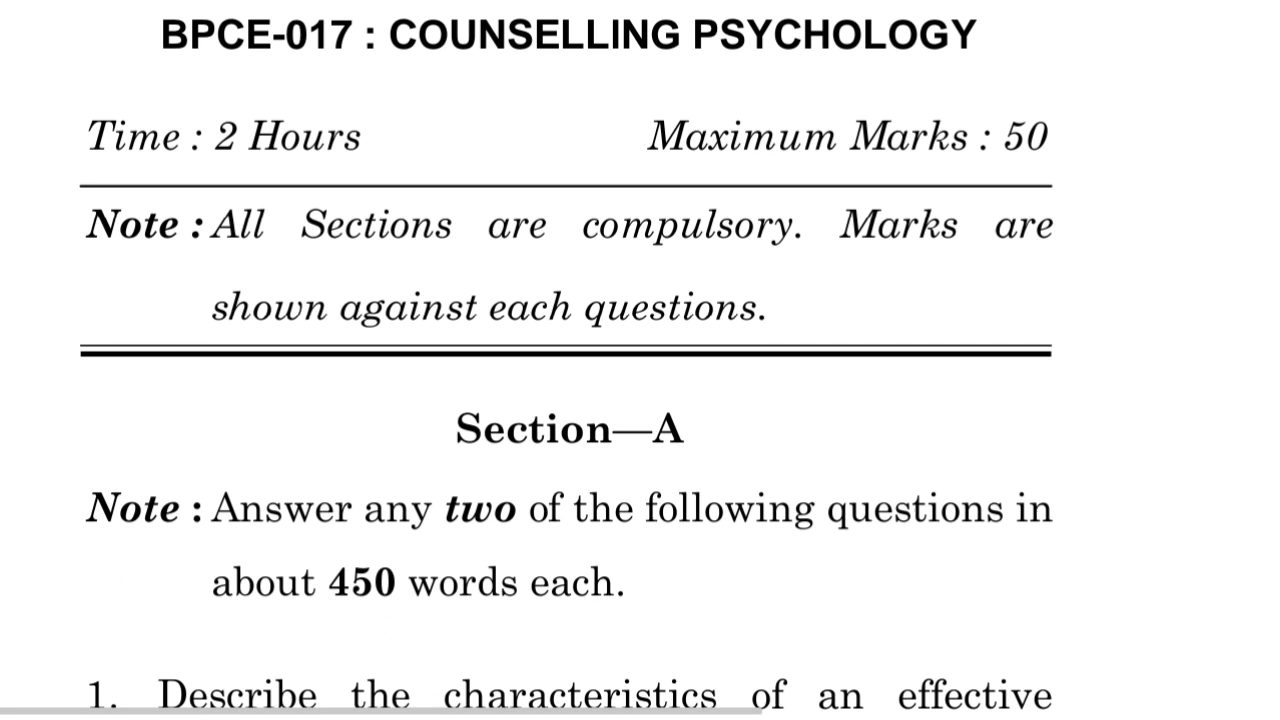 BPCE-017 : COUNSELLING PSYCHOLOGY
Time : 2 Hours Maximum Marks : 50
Note : All Sections are compulsory. Marks are
shown against each questions.
Section—A
Note : Answer any two of the following questions in
about 450 words each.
1. Describe the characteristics of an effective